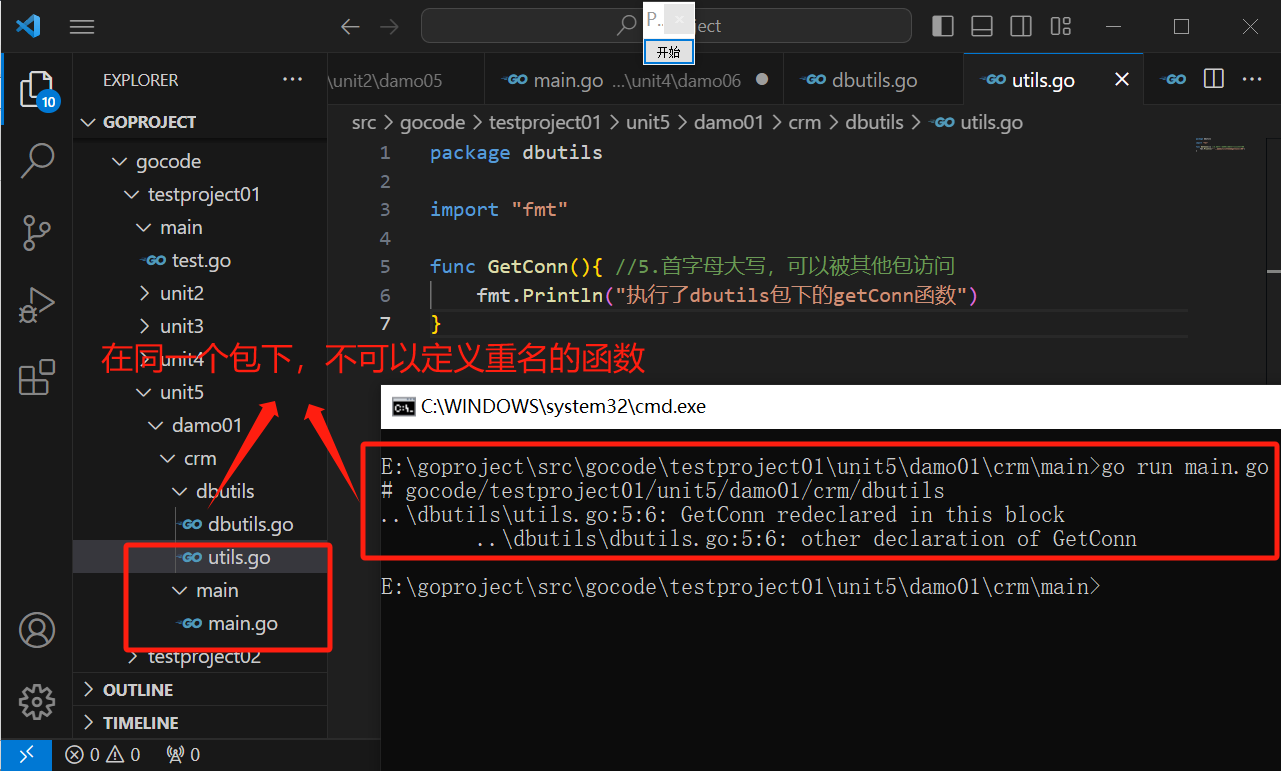 P..
ject
开始
EXPLORER
GOPROJECT
gocode
testproject01
main
test.go
unit2
unit3
unit4
unit5
damo01
crm
dbutils
dbutils.go
utils.go
main
main.go
testproject02
OUTLINE
TIMELINE
10
\unit2\damo05
main.go ...\unit4\damo06
dbutils.go
utils.go
src > gocode > testproject01 > unit5 > damo01 > crm > dbutils > utils.go
1 package dbutils
2
3 import "fmt"
4
5 func GetConn(){ //5.首字母大写，可以被其他包访问
6 fmt.Println("执行了dbutils包下的getConn函数")
7 }
在同一个包下，不可以定义重名的函数
C:\WINDOWS\system32\cmd.exe
E:\goproject\src\gocode\testproject01\unit5\damo01\crm\main>go run main.go
# gocode/testproject01/unit5/damo01/crm/dbutils
..\dbutils\utils.go:5:6: GetConn redeclared in this block
..\dbutils\dbutils.go:5:6: other declaration of GetConn
E:\goproject\src\gocode\testproject01\unit5\damo01\crm\main>
0 0 0